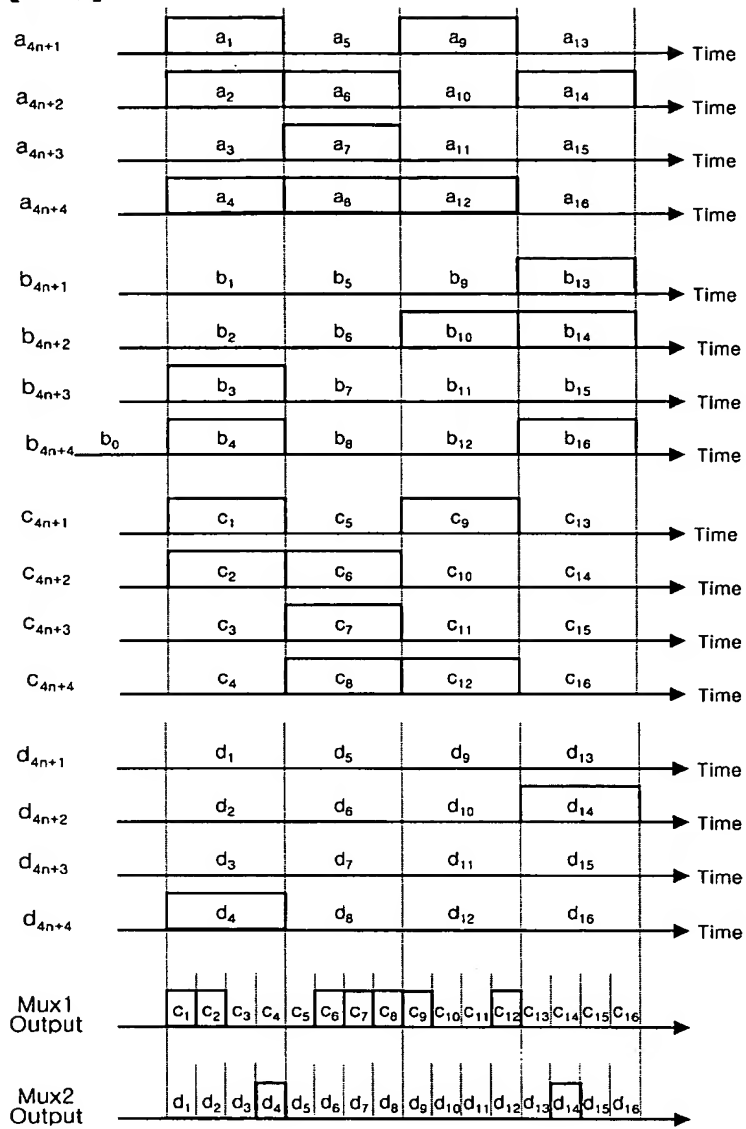 a4n+1 a1 a5 a9 a13 Time
a4n+2 a2 a6 a10 a14 Time
a4n+3 a3 a7 a11 a15 Time
a4n+4 a4 a8 a12 a16 Time
b4n+1 b1 b5 b9 b13 Time
b4n+2 b2 b6 b10 b14 Time
b4n+3 b3 b7 b11 b15 Time
b4n+4 b0 b4 b8 b12 b16 Time
c4n+1 c1 c5 c9 c13 Time
c4n+2 c2 c6 c10 c14 Time
c4n+3 c3 c7 c11 c15 Time
c4n+4 c4 c8 c12 c16 Time
d4n+1 d1 d5 d9 d13 Time
d4n+2 d2 d6 d10 d14 Time
d4n+3 d3 d7 d11 d15 Time
d4n+4 d4 d8 d12 d16 Time
Mux1
Output c1 c2 c3 c4 c5 c6 c7 c8 c9 c10 c11 c12 c13 c14 c15 c16
Mux2
Output d1 d2 d3 d4 d5 d6 d7 d8 d9 d10 d11 d12 d13 d14 d15 d16